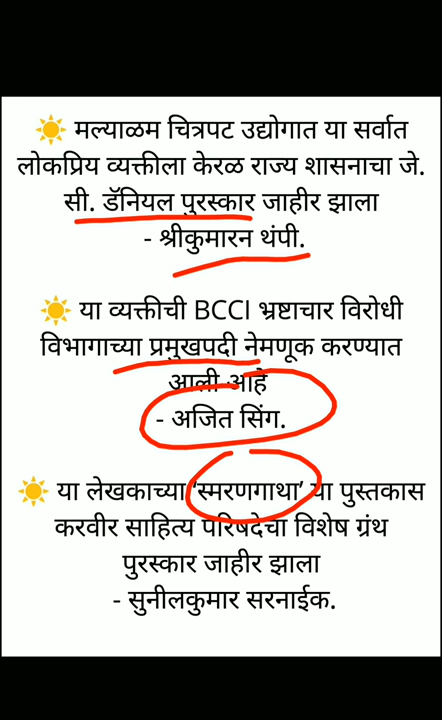 ☀️ मल्याळम चित्रपट उद्योगात या सर्वात
लोकप्रिय व्यक्तीला केरळ राज्य शासनाचा जे.
सी. डॅनियल पुरस्कार जाहीर झाला
- श्रीकुमारन थंपी.
☀️ या व्यक्तीची BCCI भ्रष्टाचार विरोधी
विभागाच्या प्रमुखपदी नेमणूक करण्यात
आली आहे
- अजित सिंग.
☀️ या लेखकाच्या ‘स्मरणगाथा’ या पुस्तकास
करवीर साहित्य परिषदेचा विशेष ग्रंथ
पुरस्कार जाहीर झाला
- सुनीलकुमार सरनाईक.